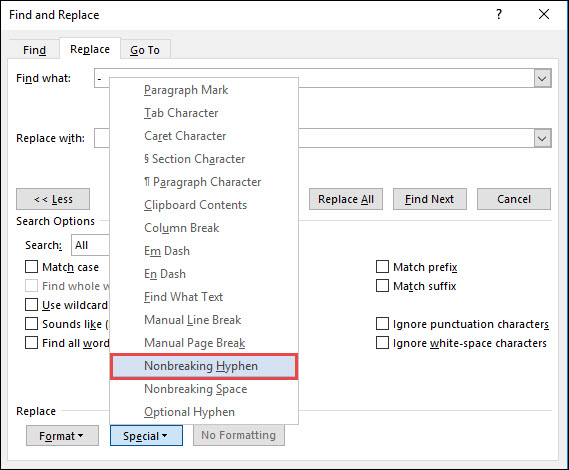 Find and Replace ? ×
Find Replace Go To
Find what: -
Paragraph Mark
Tab Character
Caret Character
Replace with:
§ Section Character
¶ Paragraph Character
<< Less Replace All Find Next Cancel
Clipboard Contents
Search Options
Column Break
Search: All
Em Dash
Match case En Dash Match prefix
Find whole w Find What Text Match suffix
Use wildcard
Manual Line Break
Sounds like ( Ignore punctuation characters
Find all word Manual Page Break Ignore white-space characters
Nonbreaking Hyphen
Nonbreaking Space
Replace Optional Hyphen
Format Special No Formatting